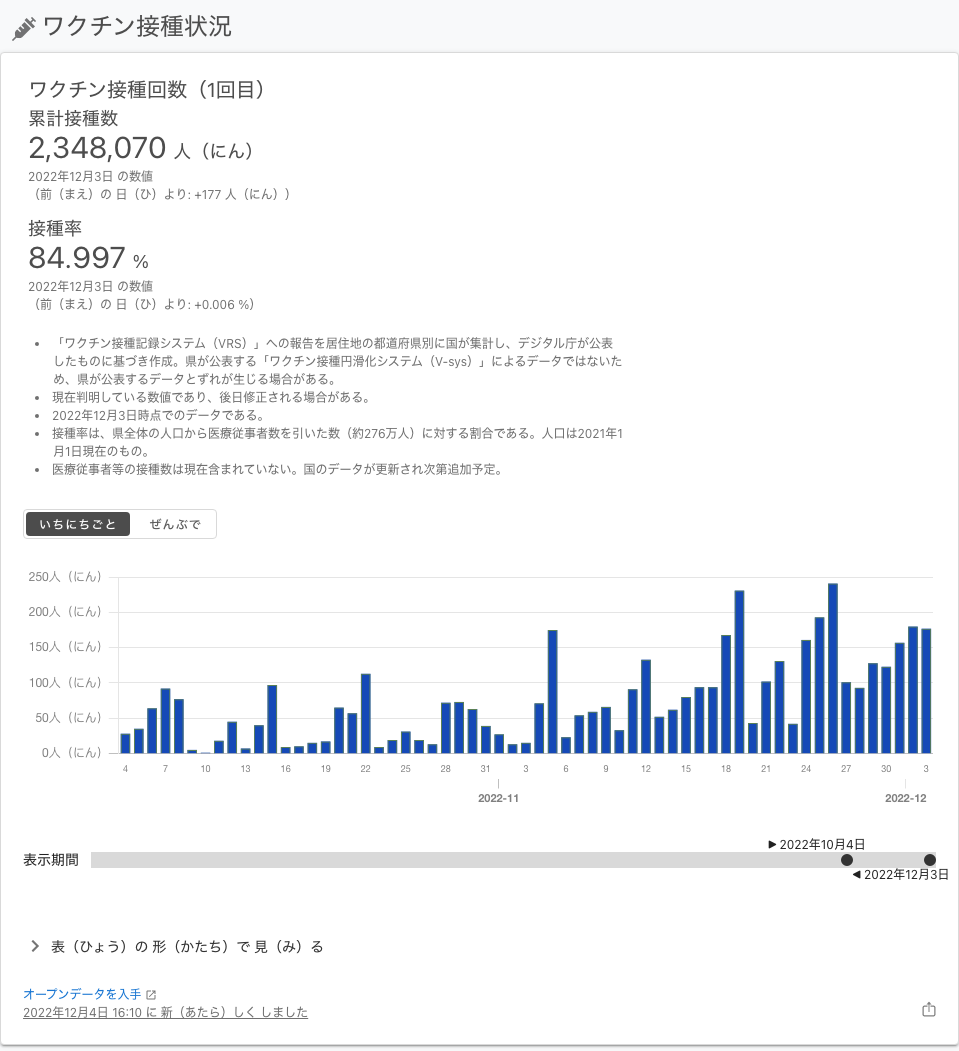 ワクチン接種状況
ワクチン接種回数（1回目）
累計接種数
2,348,070 人（にん）
2022年12月3日 の数値
（前（まえ）の 日（ひ）より: +177 人（にん））
接種率
84.997 %
2022年12月3日 の数値
（前（まえ）の 日（ひ）より: +0.006 %）
• 「ワクチン接種記録システム（VRS）」への報告を居住地の都道府県別に国が集計し、デジタル庁が公表
したものに基づき作成。県が公表する「ワクチン接種円滑化システム（V-sys）」によるデータではないた
め、県が公表するデータとずれが生じる場合がある。
• 現在判明している数値であり、後日修正される場合がある。
• 2022年12月3日時点でのデータである。
• 接種率は、県全体の人口から医療従事者数を引いた数（約276万人）に対する割合である。人口は2021年1
月1日現在のもの。
• 医療従事者等の接種数は現在含まれていない。国のデータが更新され次第追加予定。
いちにちごと ぜんぶで
250人（にん）
200人（にん）
150人（にん）
100人（にん）
50人（にん）
0人（にん）
4 7 10 13 16 19 22 25 28 31 3 6 9 12 15 18 21 24 27 30 3
2022-11 2022-12
▶ 2022年10月4日
表示期間
◀ 2022年12月3日
表（ひょう）の 形（かたち）で 見（み）る
オープンデータを入手
2022年12月4日 16:10 に 新（あたら）しく しました